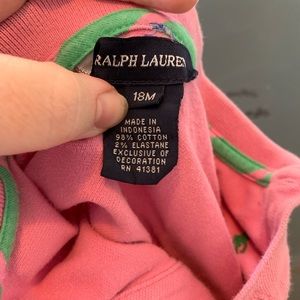 RALPH LAUREN
18M
MADE IN
INDONESIA
98% COTTON
2% ELASTANE
EXCLUSIVE OF
DECORATION
RN 41381